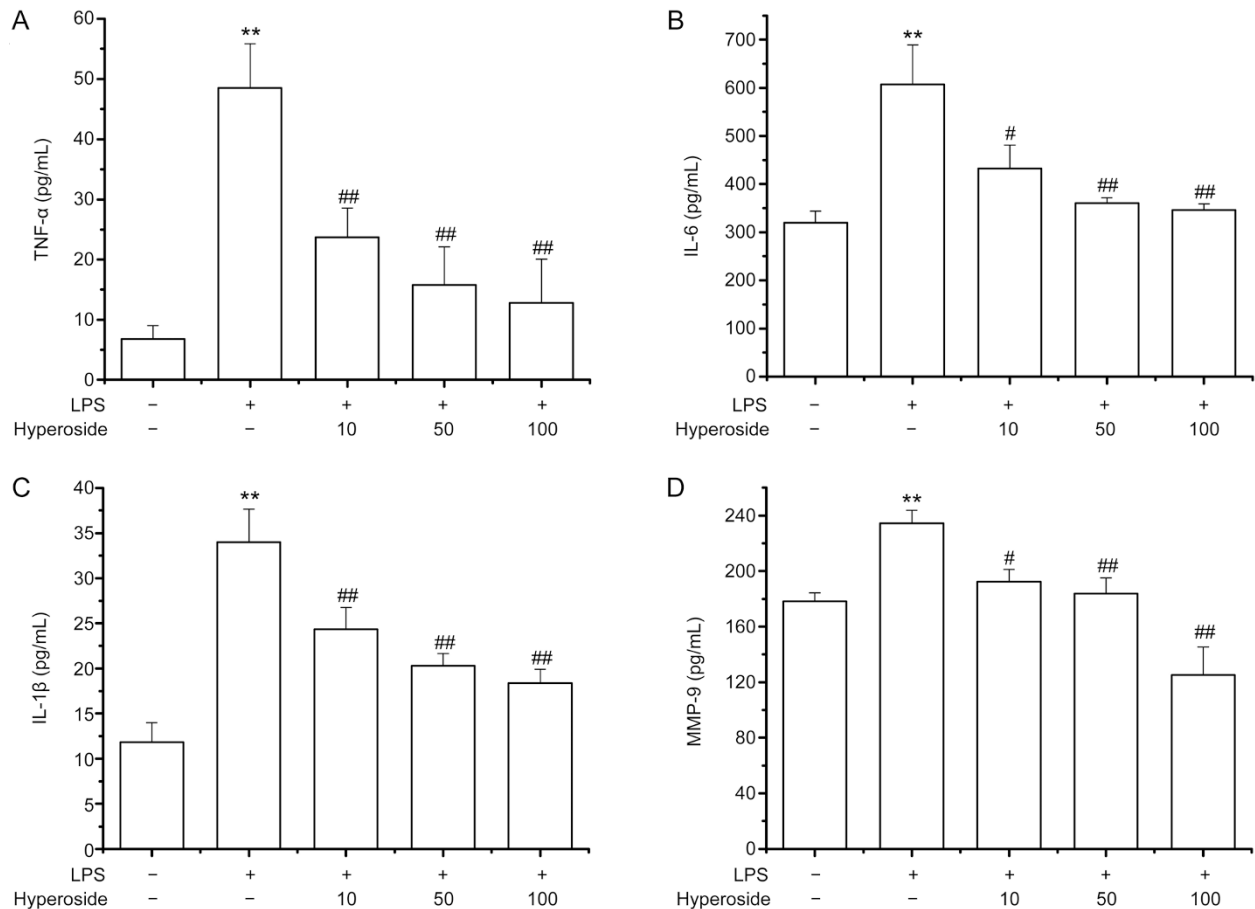 A
**
60
50
40
30
20
10
0
TNF-α (pg/mL)
##
##
##
LPS − + + + +
Hyperoside − − 10 50 100
B
**
700
600
500
400
300
200
100
0
IL-6 (pg/mL)
#
##
##
LPS − + + + +
Hyperoside − − 10 50 100
C
**
40
35
30
25
20
15
10
5
0
IL-1β (pg/mL)
##
##
##
LPS − + + + +
Hyperoside − − 10 50 100
D
**
240
200
160
120
80
40
0
MMP-9 (pg/mL)
#
##
##
LPS − + + + +
Hyperoside − − 10 50 100